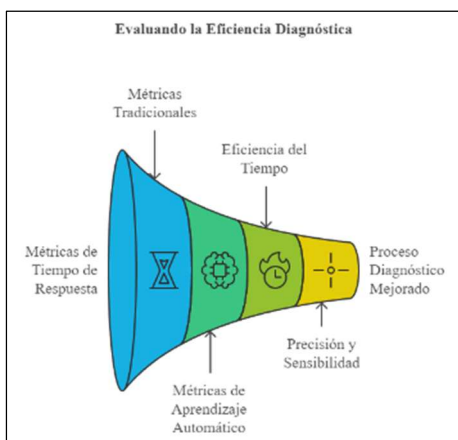 Evaluando la Eficiencia Diagnóstica
Métricas
Tradicionales
Eficiencia del
Tiempo
Métricas de
Tiempo de
Respuesta
Proceso
Diagnóstico
Mejorado
Precisión y
Sensibilidad
Métricas de
Aprendizaje
Automático